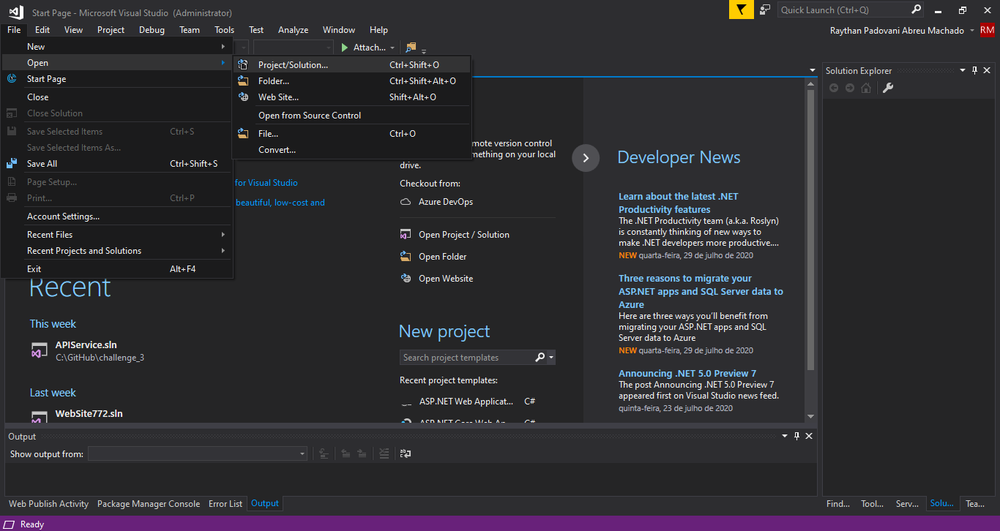 Start Page - Microsoft Visual Studio (Administrator)
Quick Launch (Ctrl+Q)
File Edit View Project Debug Team Tools Test Analyze Window Help
Raythan Padovani Abreu Machado RM
Attach...
New
Open
Start Page
Close
Close Solution
Save Selected Items Ctrl+S
Save Selected Items As...
Save All Ctrl+Shift+S
Page Setup...
Print... Ctrl+P
Account Settings...
Recent Files
Recent Projects and Solutions
Exit Alt+F4
Project/Solution... Ctrl+Shift+O
Folder... Ctrl+Shift+Alt+O
Web Site... Shift+Alt+O
Open from Source Control
File... Ctrl+O
Convert...
for Visual Studio
beautiful, low-cost and
Recent
This week
APIService.sln
C:\GitHub\challenge_3
Last week
WebSite772.sln
mote version control
mething on your local
drive.
Checkout from:
Azure DevOps
Open Project / Solution
Open Folder
Open Website
New project
Search project templates
Recent project templates:
ASP.NET Web Applicat... C#
ASP.NET Core Web Ap... C#
Developer News
Learn about the latest .NET
Productivity features
The .NET Productivity team (a.k.a. Roslyn)
is constantly thinking of new ways to
make .NET developers more productive....
NEW quarta-feira, 29 de julho de 2020
Three reasons to migrate your
ASP.NET apps and SQL Server data to
Azure
Here are three ways you'll benefit from
migrating your ASP.NET apps and SQL
Server data to Azure
NEW quarta-feira, 29 de julho de 2020
Announcing .NET 5.0 Preview 7
The post Announcing .NET 5.0 Preview 7
appeared first on Visual Studio news feed.
quinta-feira, 23 de julho de 2020
Solution Explorer
Output
Show output from:
Web Publish Activity Package Manager Console Error List Output
Find... Tool... Serv... Solu... Tea...
Ready